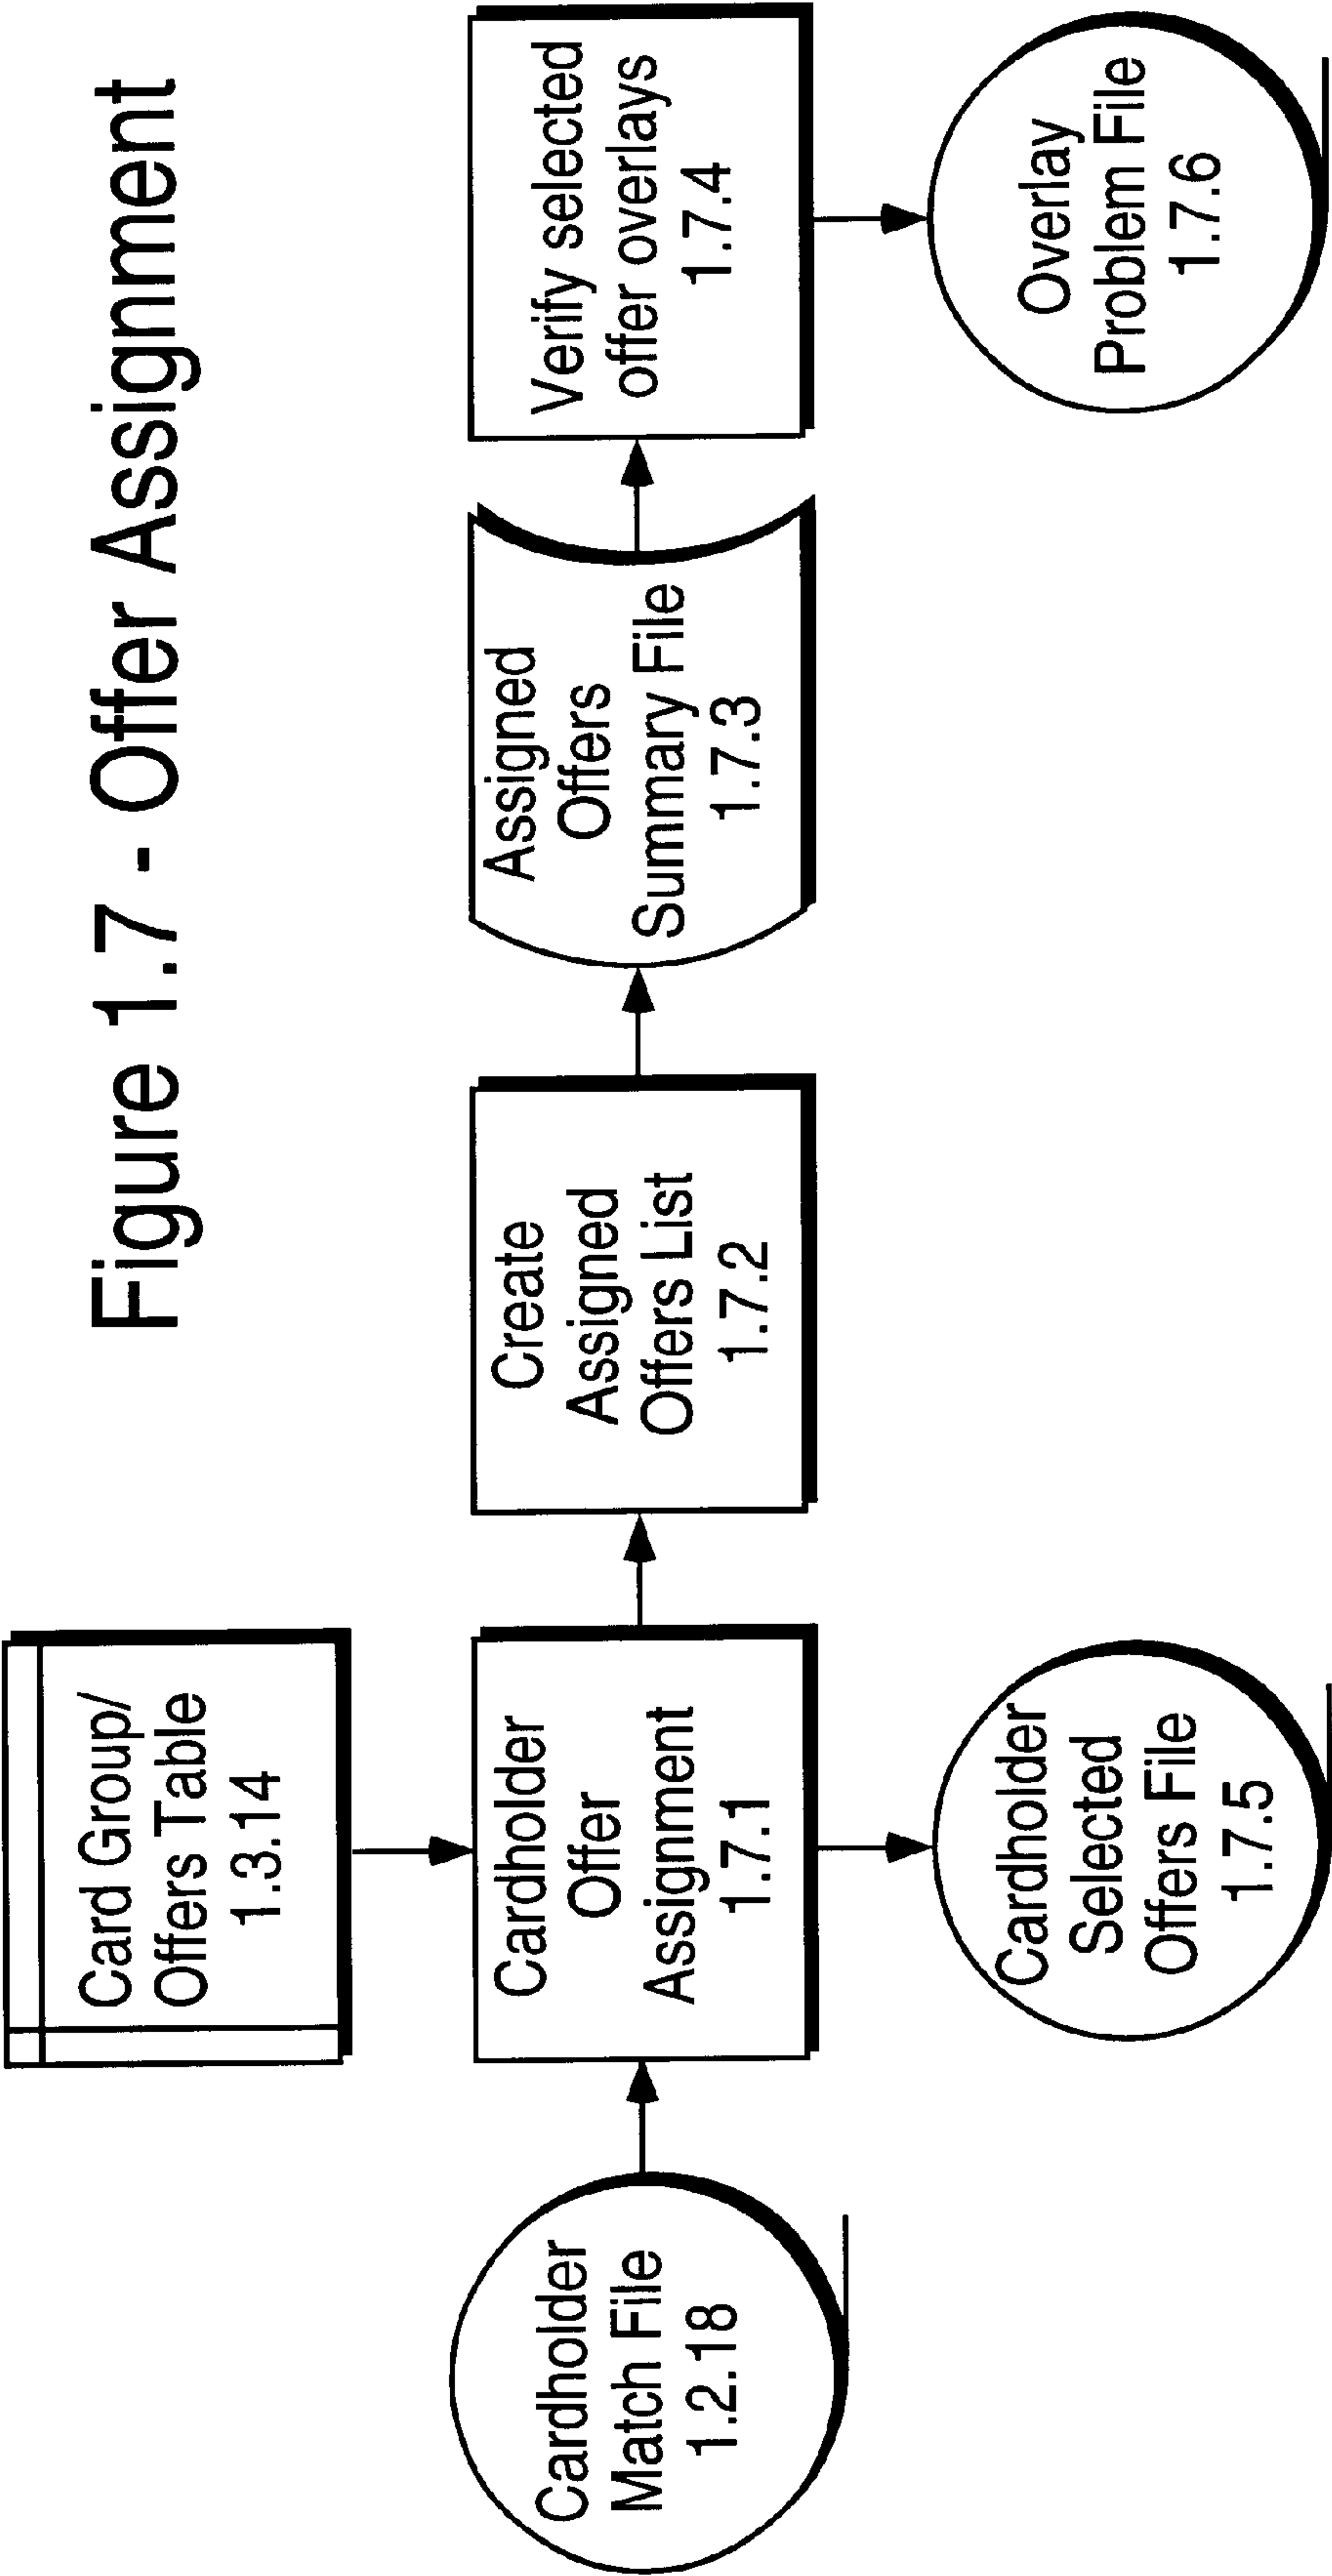 Figure 1.7 - Offer Assignment
Card Group/
Offers Table
1.3.14
Cardholder
Match File
1.2.18
Cardholder
Offer
Assignment
1.7.1
Create
Assigned
Offers List
1.7.2
Assigned
Offers
Summary File
1.7.3
Verify selected
offer overlays
1.7.4
Cardholder
Selected
Offers File
1.7.5
Overlay
Problem File
1.7.6